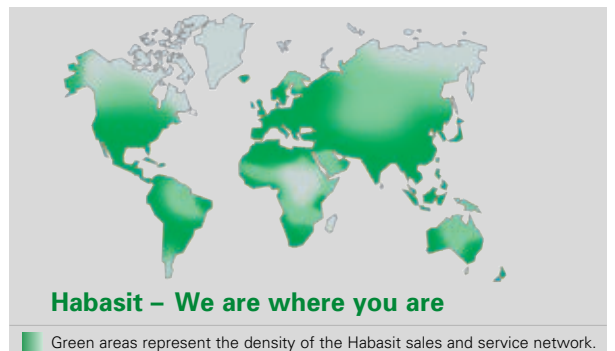 Habasit – We are where you are
Green areas represent the density of the Habasit sales and service network.